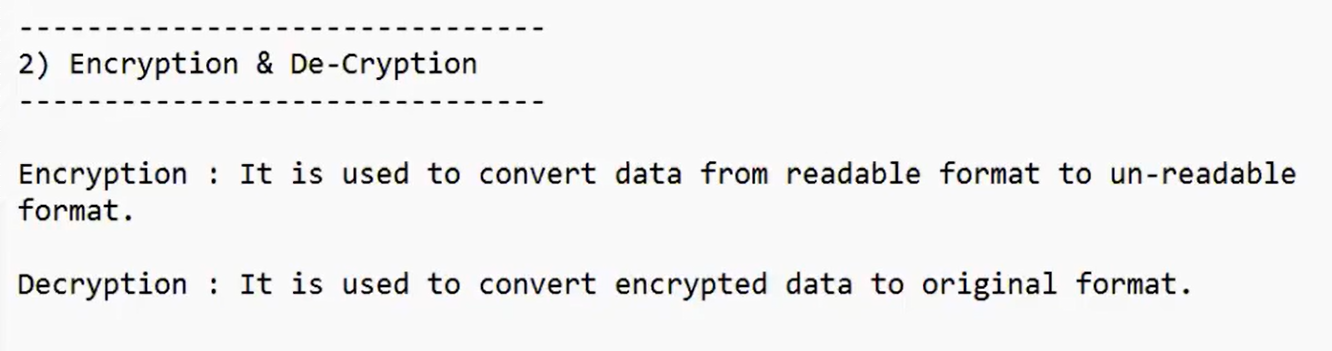 -------------------------------
2) Encryption & De-Cryption
-------------------------------
Encryption : It is used to convert data from readable format to un-readable
format.
Decryption : It is used to convert encrypted data to original format.